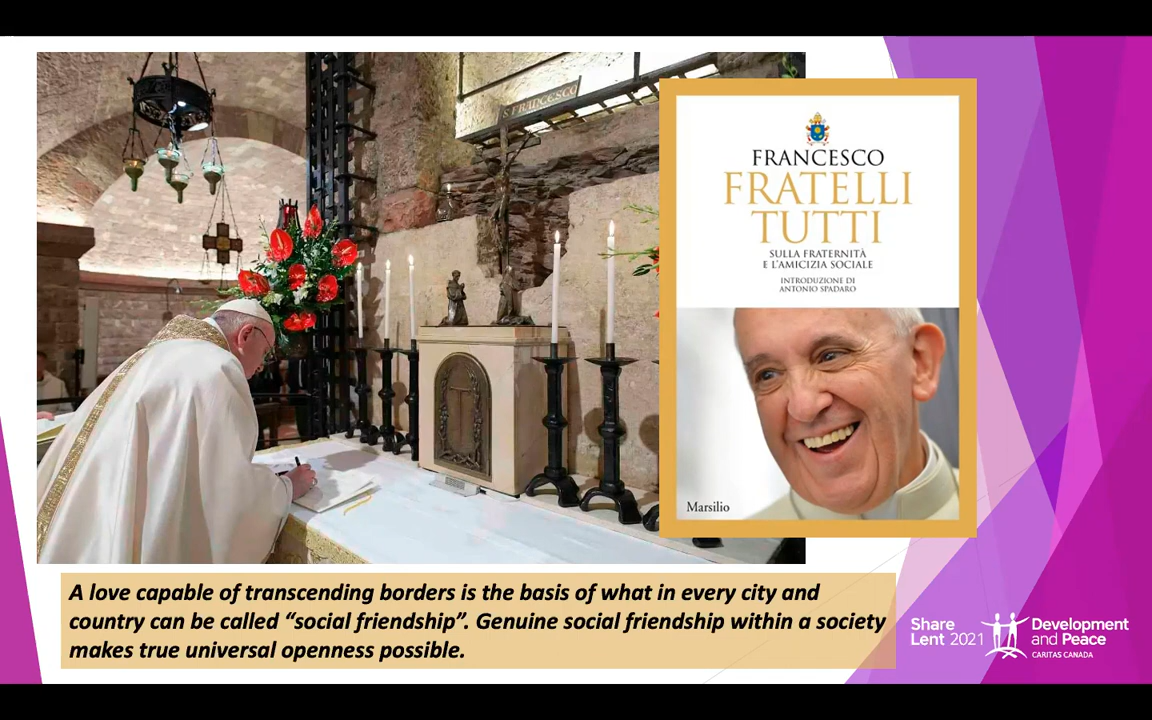 S FRANCESCO
FRANCESCO
FRATELLI
TUTTI
SULLA FRATERNITÀ
E L'AMICIZIA SOCIALE
INTRODUZIONE DI
ANTONIO SPADARO
Marsilio
A love capable of transcending borders is the basis of what in every city and
country can be called “social friendship”. Genuine social friendship within a society
makes true universal openness possible.
Share
Lent 2021
Development
and Peace
CARITAS CANADA